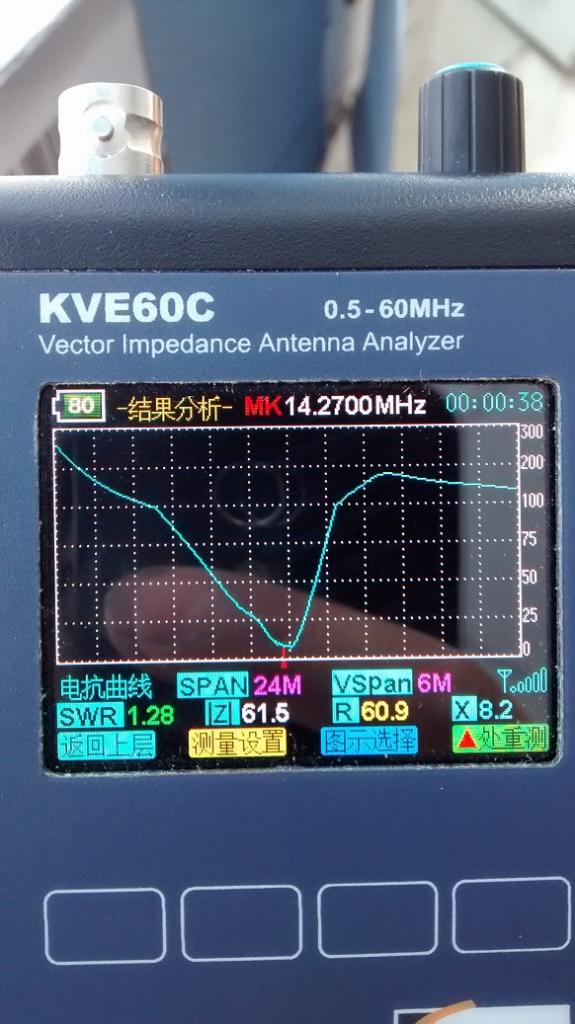 KVE60C 0.5-60MHz
Vector Impedance Antenna Analyzer
80 -结果分析- MK14.2700MHz 00:00:38
300
200
100
75
50
25
0
电抗曲线 SPAN 24M VSpan 6M
SWR 1.28 |Z| 61.5 R 60.9 X 8.2
返回上层 测量设置 图示选择 ▲处重测